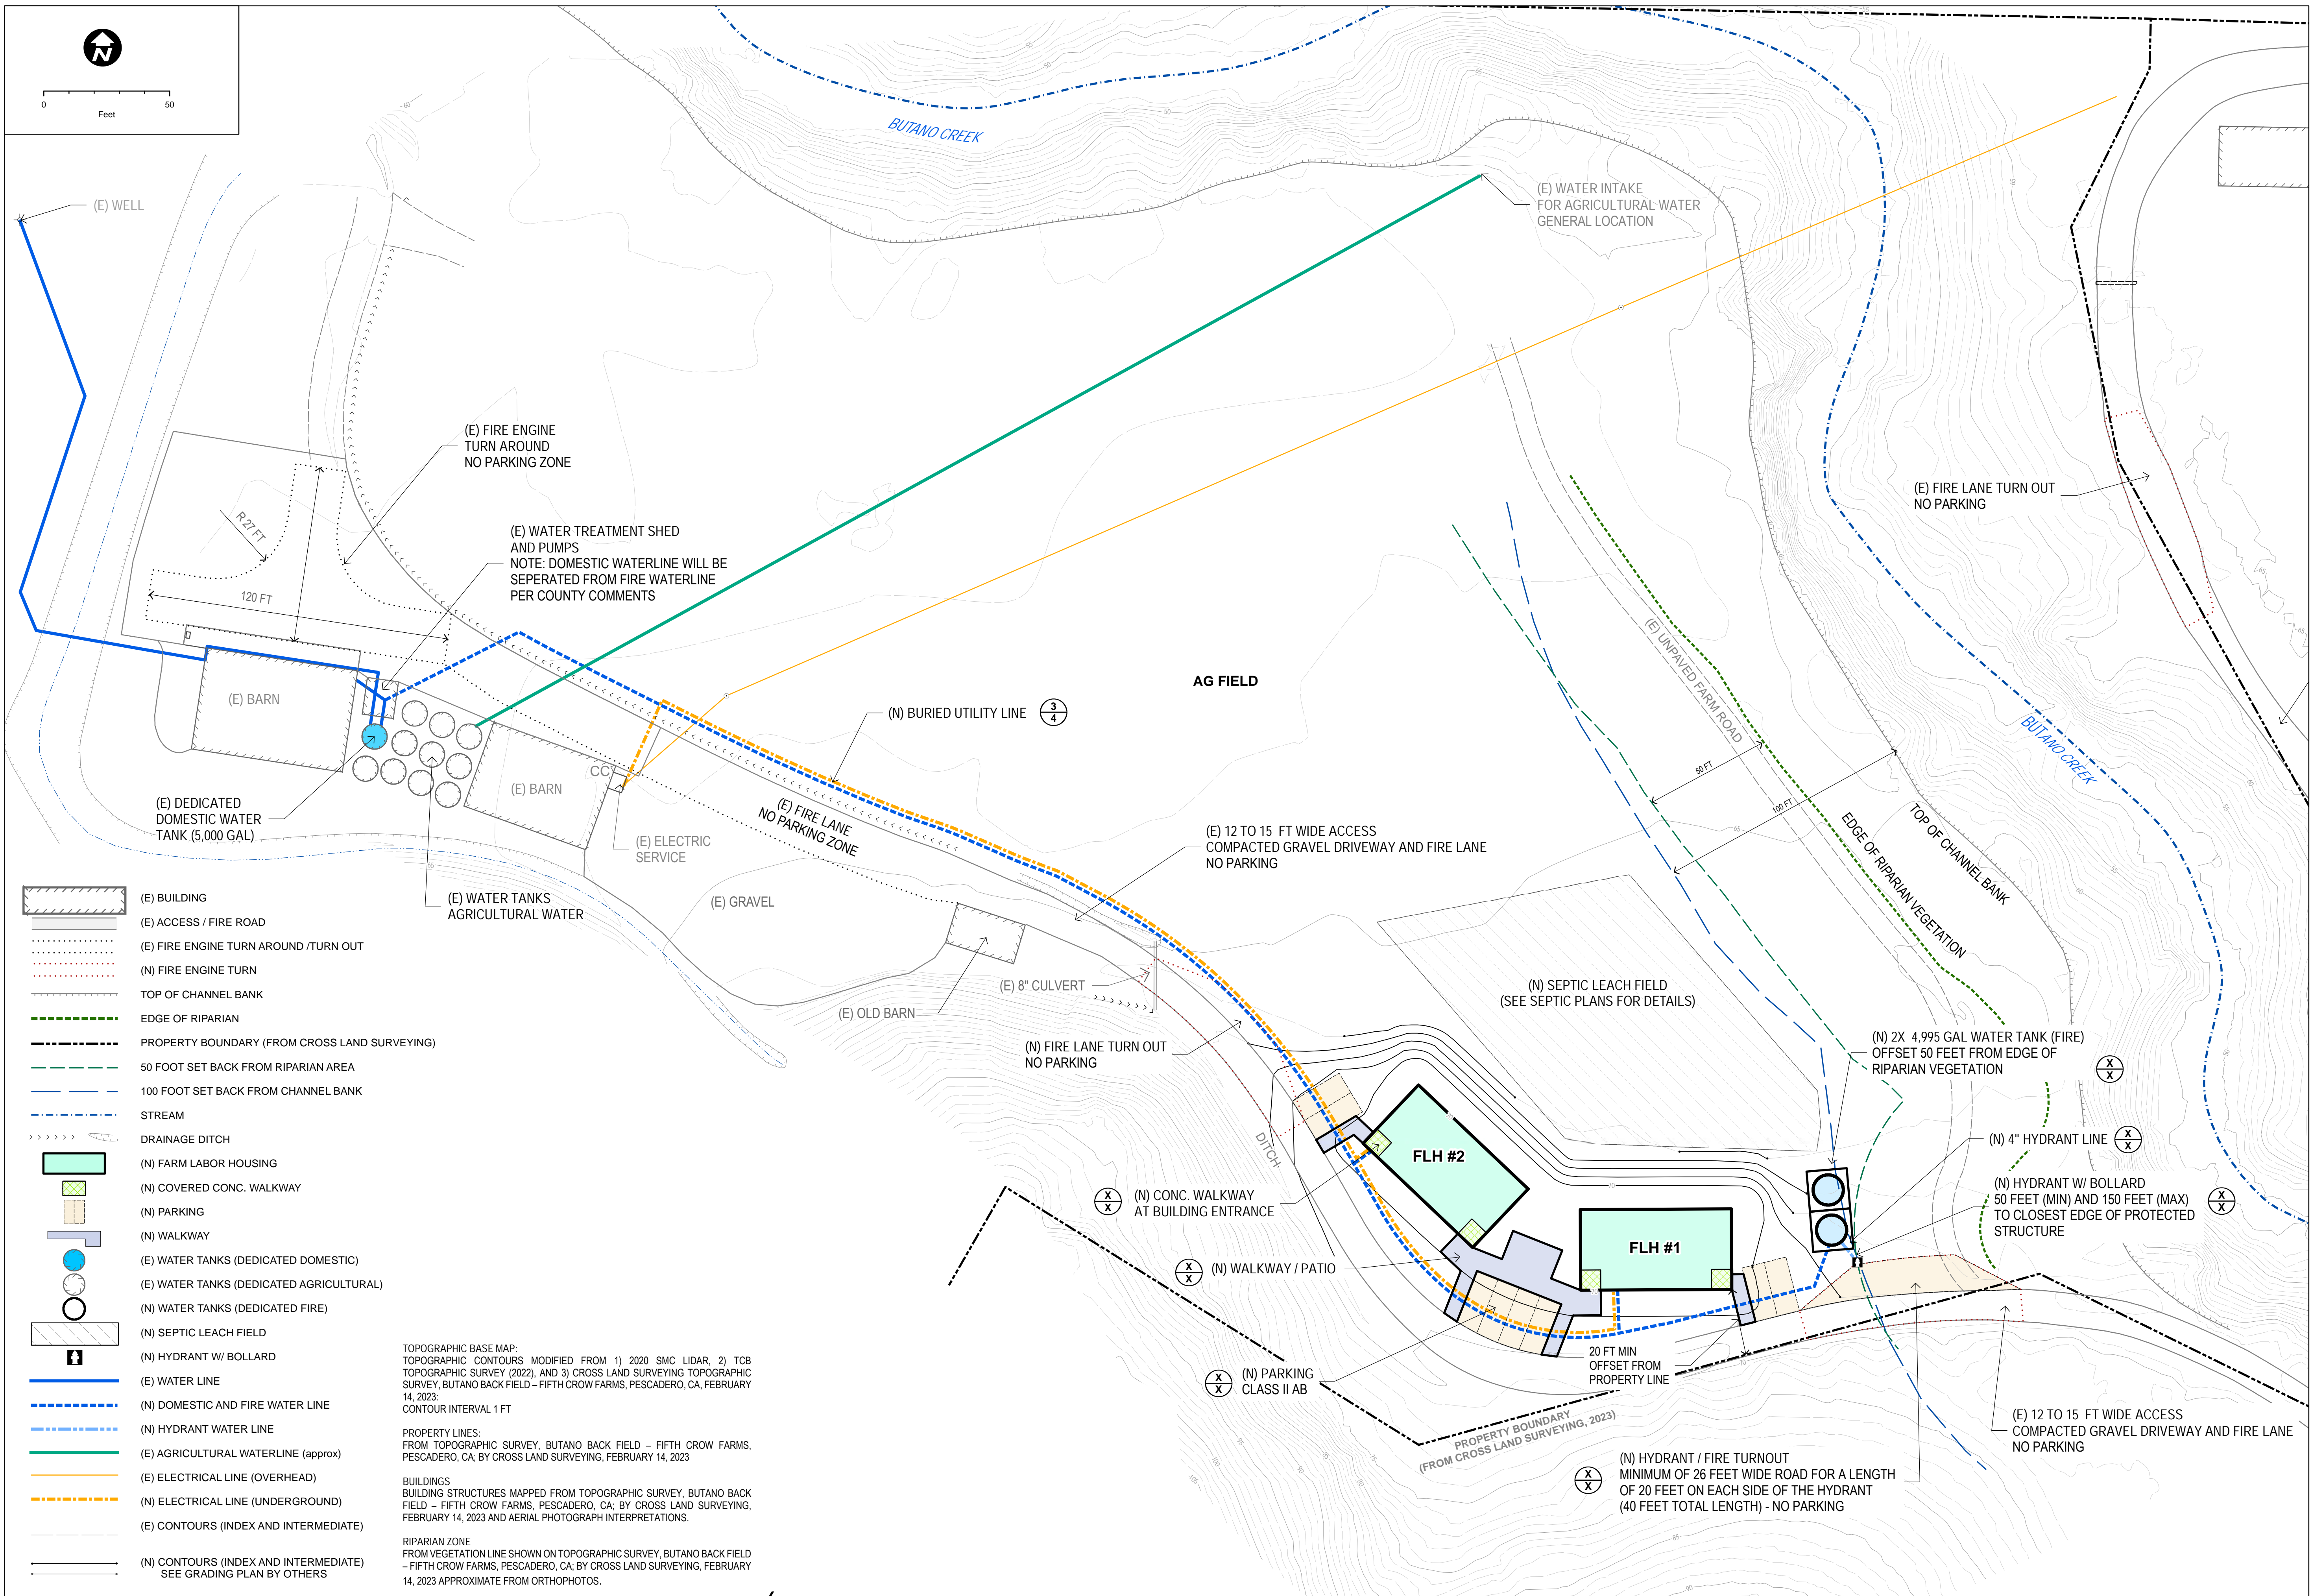 N
0 50
Feet
BUTANO CREEK
(E) WELL
(E) WATER INTAKE
FOR AGRICULTURAL WATER
GENERAL LOCATION
(E) FIRE ENGINE
TURN AROUND
NO PARKING ZONE
(E) FIRE LANE TURN OUT
NO PARKING
R 27 FT
120 FT
(E) WATER TREATMENT SHED
AND PUMPS
NOTE: DOMESTIC WATERLINE WILL BE
SEPERATED FROM FIRE WATERLINE
PER COUNTY COMMENTS
(E) UNPAVED FARM ROAD
AG FIELD
(E) BARN
(N) BURIED UTILITY LINE
3
4
BUTANO CREEK
50 FT
100 FT
CC
(E) BARN
(E) DEDICATED
DOMESTIC WATER
TANK (5,000 GAL)
(E) FIRE LANE
NO PARKING ZONE
(E) ELECTRIC
SERVICE
(E) 12 TO 15 FT WIDE ACCESS
COMPACTED GRAVEL DRIVEWAY AND FIRE LANE
NO PARKING
TOP OF CHANNEL BANK
EDGE OF RIPARIAN VEGETATION
(E) WATER TANKS
AGRICULTURAL WATER
(E) GRAVEL
(E) 8" CULVERT
(E) OLD BARN
(N) SEPTIC LEACH FIELD
(SEE SEPTIC PLANS FOR DETAILS)
(N) FIRE LANE TURN OUT
NO PARKING
(N) 2X 4,995 GAL WATER TANK (FIRE)
OFFSET 50 FEET FROM EDGE OF
RIPARIAN VEGETATION
X
X
DITCH
FLH #2
(N) 4" HYDRANT LINE
X
X
(N) HYDRANT W/ BOLLARD
50 FEET (MIN) AND 150 FEET (MAX)
TO CLOSEST EDGE OF PROTECTED
STRUCTURE
X
X
X
X
(N) CONC. WALKWAY
AT BUILDING ENTRANCE
FLH #1
X
X
(N) WALKWAY / PATIO
20 FT MIN
OFFSET FROM
PROPERTY LINE
X
X
(N) PARKING
CLASS II AB
PROPERTY BOUNDARY
(FROM CROSS LAND SURVEYING, 2023)
(E) 12 TO 15 FT WIDE ACCESS
COMPACTED GRAVEL DRIVEWAY AND FIRE LANE
NO PARKING
X
X
(N) HYDRANT / FIRE TURNOUT
MINIMUM OF 26 FEET WIDE ROAD FOR A LENGTH
OF 20 FEET ON EACH SIDE OF THE HYDRANT
(40 FEET TOTAL LENGTH) - NO PARKING
(E) BUILDING
(E) ACCESS / FIRE ROAD
(E) FIRE ENGINE TURN AROUND /TURN OUT
(N) FIRE ENGINE TURN
TOP OF CHANNEL BANK
EDGE OF RIPARIAN
PROPERTY BOUNDARY (FROM CROSS LAND SURVEYING)
50 FOOT SET BACK FROM RIPARIAN AREA
100 FOOT SET BACK FROM CHANNEL BANK
STREAM
DRAINAGE DITCH
(N) FARM LABOR HOUSING
(N) COVERED CONC. WALKWAY
(N) PARKING
(N) WALKWAY
(E) WATER TANKS (DEDICATED DOMESTIC)
(E) WATER TANKS (DEDICATED AGRICULTURAL)
(N) WATER TANKS (DEDICATED FIRE)
(N) SEPTIC LEACH FIELD
(N) HYDRANT W/ BOLLARD
(E) WATER LINE
(N) DOMESTIC AND FIRE WATER LINE
(N) HYDRANT WATER LINE
(E) AGRICULTURAL WATERLINE (approx)
(E) ELECTRICAL LINE (OVERHEAD)
(N) ELECTRICAL LINE (UNDERGROUND)
(E) CONTOURS (INDEX AND INTERMEDIATE)
(N) CONTOURS (INDEX AND INTERMEDIATE)
SEE GRADING PLAN BY OTHERS
TOPOGRAPHIC BASE MAP:
TOPOGRAPHIC CONTOURS MODIFIED FROM 1) 2020 SMC LIDAR, 2) TCB
TOPOGRAPHIC SURVEY (2022), AND 3) CROSS LAND SURVEYING TOPOGRAPHIC
SURVEY, BUTANO BACK FIELD – FIFTH CROW FARMS, PESCADERO, CA, FEBRUARY
14, 2023:
CONTOUR INTERVAL 1 FT
PROPERTY LINES:
FROM TOPOGRAPHIC SURVEY, BUTANO BACK FIELD – FIFTH CROW FARMS,
PESCADERO, CA; BY CROSS LAND SURVEYING, FEBRUARY 14, 2023
BUILDINGS
BUILDING STRUCTURES MAPPED FROM TOPOGRAPHIC SURVEY, BUTANO BACK
FIELD – FIFTH CROW FARMS, PESCADERO, CA; BY CROSS LAND SURVEYING,
FEBRUARY 14, 2023 AND AERIAL PHOTOGRAPH INTERPRETATIONS.
RIPARIAN ZONE
FROM VEGETATION LINE SHOWN ON TOPOGRAPHIC SURVEY, BUTANO BACK FIELD
– FIFTH CROW FARMS, PESCADERO, CA; BY CROSS LAND SURVEYING, FEBRUARY
14, 2023 APPROXIMATE FROM ORTHOPHOTOS.